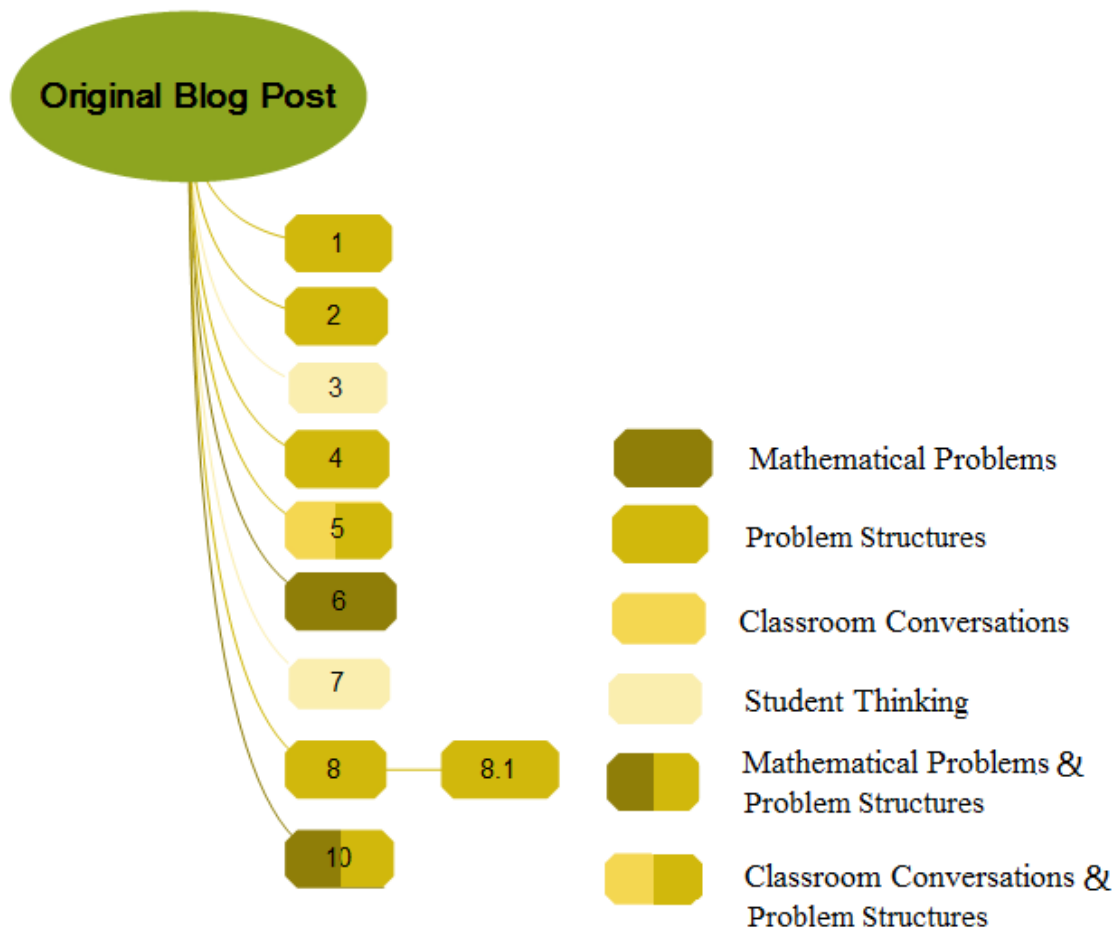 Original Blog Post
1
2
3
4
5
6
7
8
8.1
10
Mathematical Problems
Problem Structures
Classroom Conversations
Student Thinking
Mathematical Problems &
Problem Structures
Classroom Conversations &
Problem Structures